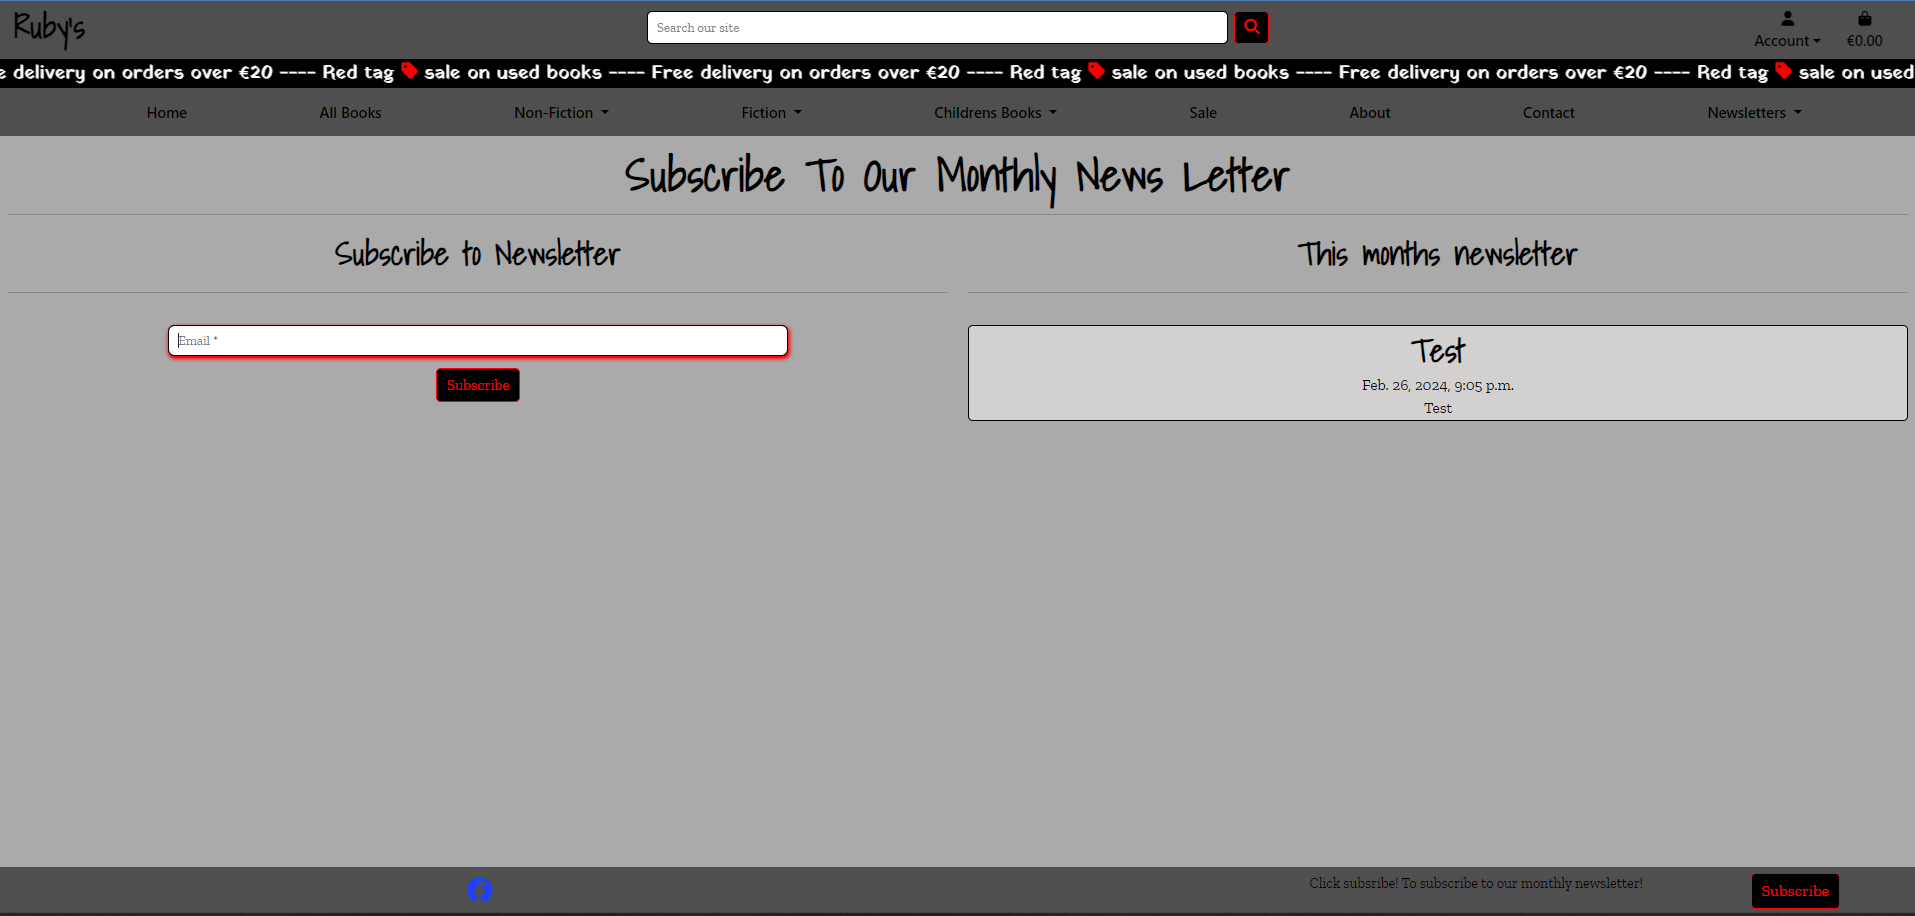 Ruby's
Search our site
Account
€0.00
e delivery on orders over €20 ---- Red tag sale on used books ---- Free delivery on orders over €20 ---- Red tag sale on used books ---- Free delivery on orders over €20 ---- Red tag sale on used
Home All Books Non-Fiction Fiction Childrens Books Sale About Contact Newsletters
Subscribe To Our Monthly News Letter
Subscribe to Newsletter
Email *
Subscribe
This months newsletter
Test
Feb. 26, 2024, 9:05 p.m.
Test
Click subsribe! To subscribe to our monthly newsletter!
Subscribe